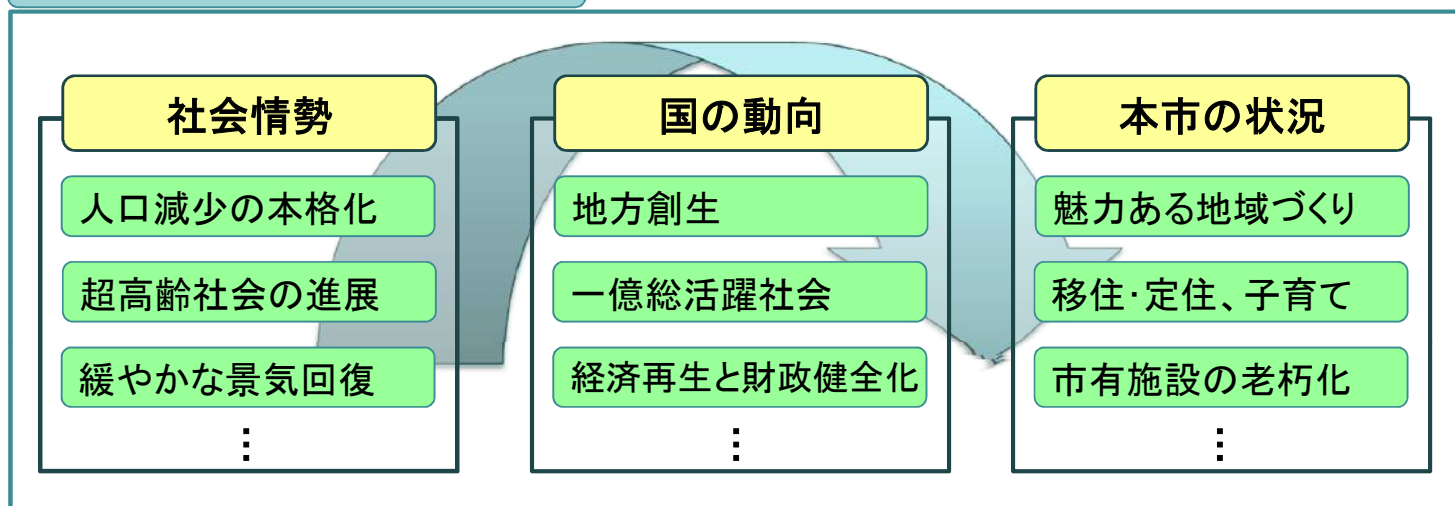 社会情勢
人口減少の本格化
超高齢社会の進展
緩やかな景気回復
⋮
国の動向
地方創生
一億総活躍社会
経済再生と財政健全化
⋮
本市の状況
魅力ある地域づくり
移住・定住、子育て
市有施設の老朽化
⋮